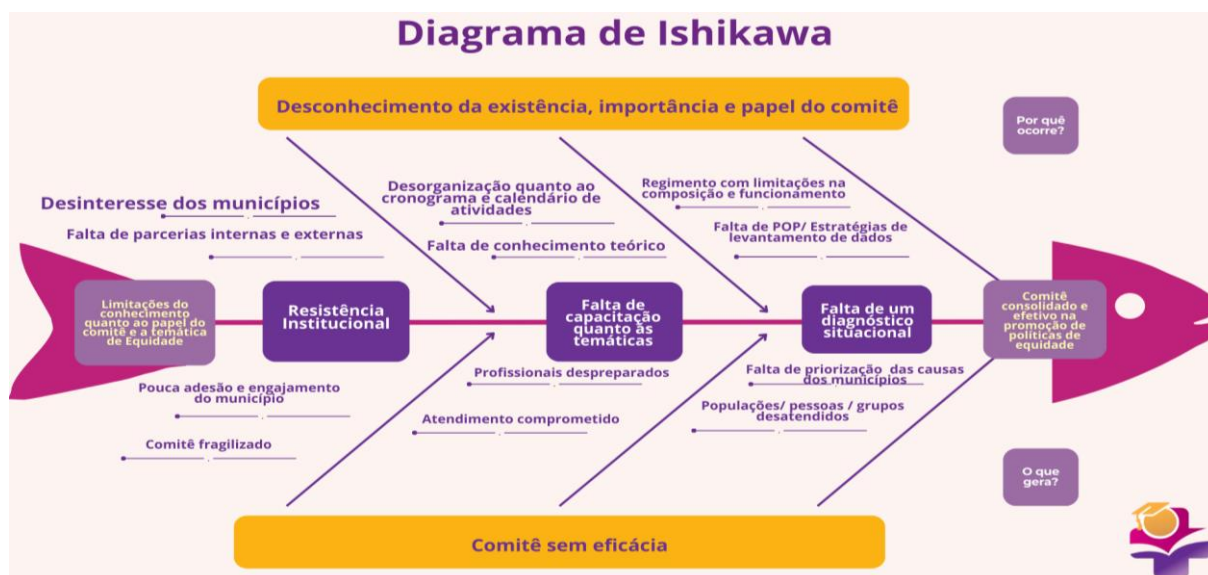 Diagrama de Ishikawa
Desconhecimento da existência, importância e papel do comitê
Por quê
ocorre?
Desinteresse dos municípios
Falta de parcerias internas e externas
Desorganização quanto ao
cronograma e calendário de
atividades
Falta de conhecimento teórico
Regimento com limitações na
composição e funcionamento
Falta de POP/ Estratégias de
levantamento de dados
Limitações do
conhecimento
quanto ao papel do
comitê e a temática
de Equidade
Resistência
Institucional
Falta de
capacitação
quanto às
temáticas
Falta de um
diagnóstico
situacional
Comitê
consolidado e
efetivo na
promoção de
políticas de
equidade
Pouca adesão e engajamento
do município
Comitê fragilizado
Profissionais despreparados
Atendimento comprometido
Falta de priorização das causas
dos municípios
Populações/ pessoas / grupos
desatendidos
O que
gera?
Comitê sem eficácia